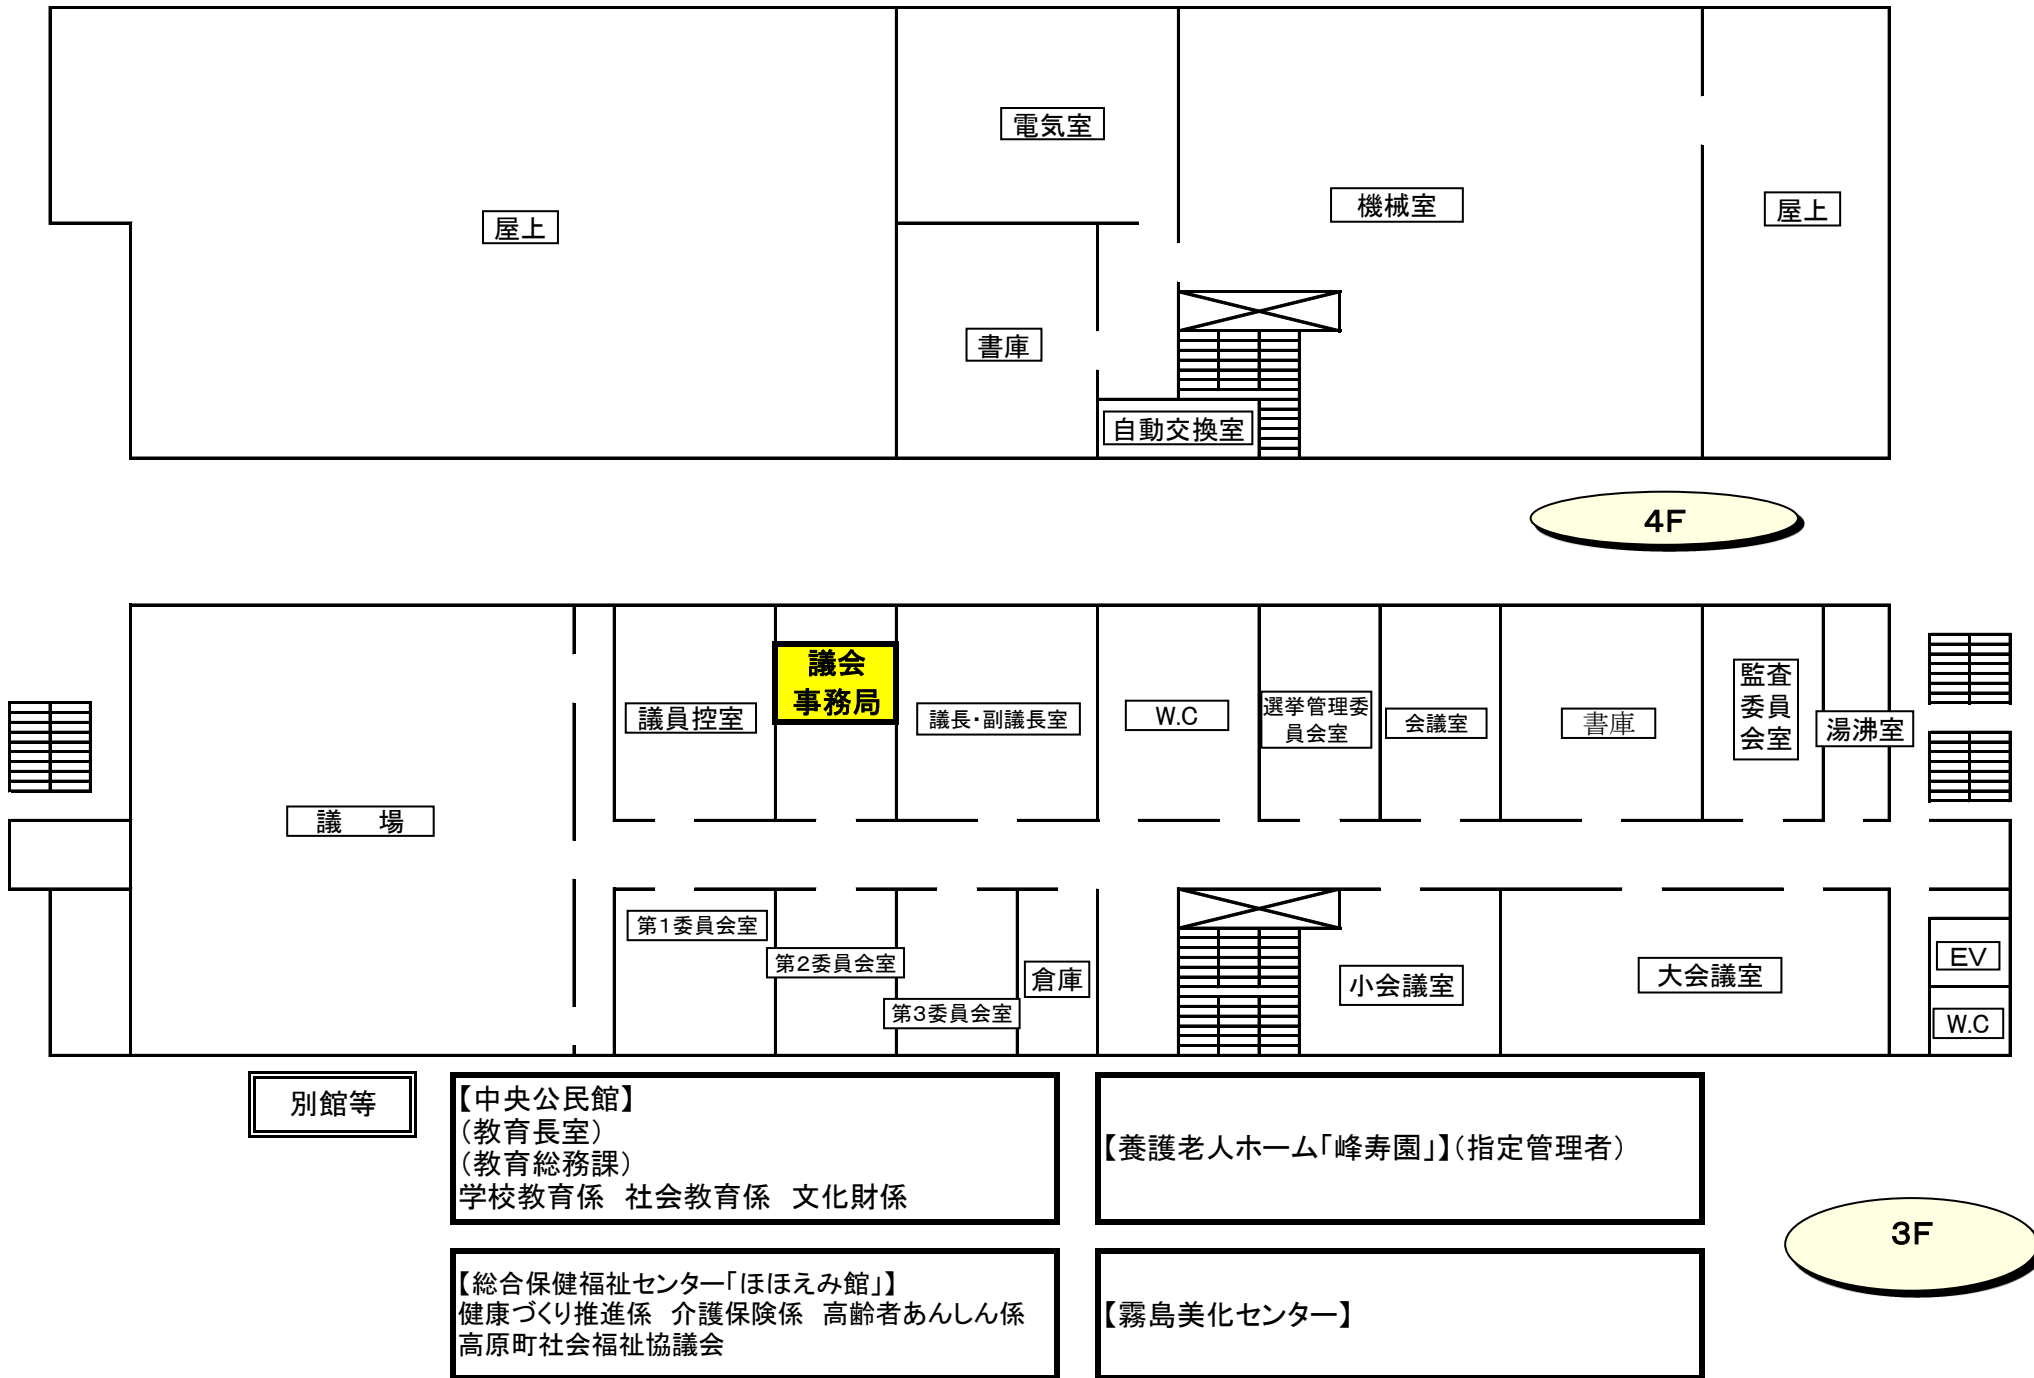 電気室
機械室
屋上
屋上
書庫
自動交換室
4F
議会
事務局
議員控室
議長・副議長室
W.C
選挙管理委
員会室
会議室
書庫
監査
委員
会室
湯沸室
議　場
第1委員会室
第2委員会室
第3委員会室
倉庫
小会議室
大会議室
EV
W.C
別館等
【中央公民館】
(教育長室)
(教育総務課)
学校教育係　社会教育係　文化財係
【養護老人ホーム「峰寿園」】(指定管理者)
3F
【総合保健福祉センター「ほほえみ館」】
健康づくり推進係　介護保険係　高齢者あんしん係
高原町社会福祉協議会
【霧島美化センター】